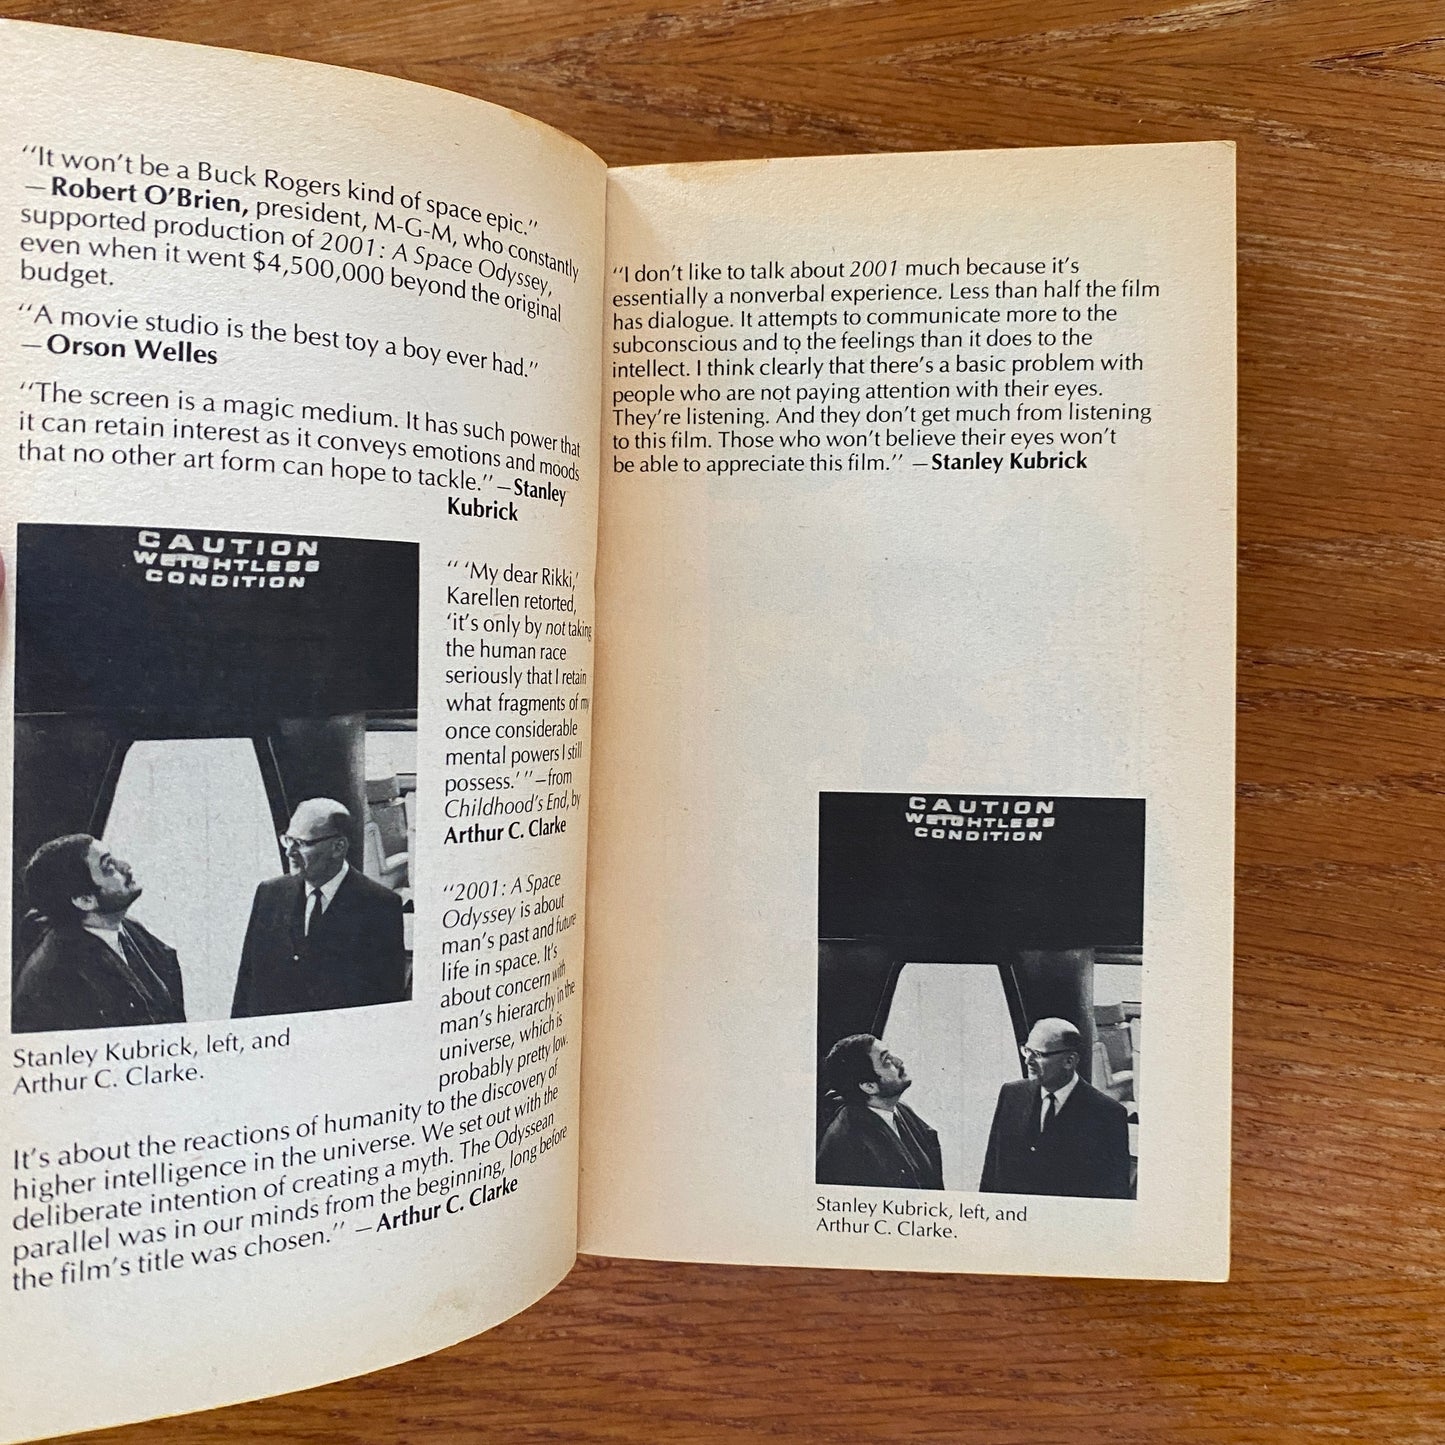 "It won't be a Buck Rogers kind of space epic."
—Robert O'Brien, president, M-G-M, who constantly
supported production of 2001: A Space Odyssey,
even when it went $4,500,000 beyond the original
budget.
"A movie studio is the best toy a boy ever had."
—Orson Welles
"The screen is a magic medium. It has such power that
it can retain interest as it conveys emotions and moods
that no other art form can hope to tackle."—Stanley
Kubrick
CAUTION
WEIGHTLESS
CONDITION
" 'My dear Rikki,'
Karellen retorted,
'it's only by not taking
the human race
seriously that I retain
what fragments of my
once considerable
mental powers I still
possess.' "—from
Childhood's End, by
Arthur C. Clarke
"2001: A Space
Odyssey is about
man's past and future
life in space. It's
about concern with
man's hierarchy in the
universe, which is
probably pretty low.
Stanley Kubrick, left, and
Arthur C. Clarke.
It's about the reactions of humanity to the discovery of
higher intelligence in the universe. We set out with the
deliberate intention of creating a myth. The Odyssean
parallel was in our minds from the beginning, long before
the film's title was chosen." —Arthur C. Clarke
"I don't like to talk about 2001 much because it's
essentially a nonverbal experience. Less than half the film
has dialogue. It attempts to communicate more to the
subconscious and to the feelings than it does to the
intellect. I think clearly that there's a basic problem with
people who are not paying attention with their eyes.
They're listening. And they don't get much from listening
to this film. Those who won't believe their eyes won't
be able to appreciate this film." —Stanley Kubrick
CAUTION
WEIGHTLESS
CONDITION
Stanley Kubrick, left, and
Arthur C. Clarke.